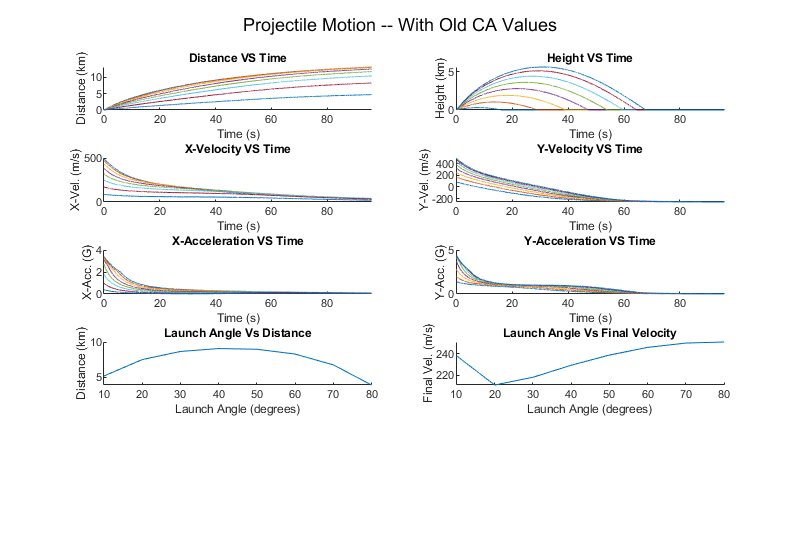 Projectile Motion -- With Old CA Values
Distance VS Time
Distance (km)
10
5
0
0 20 40 60 80
Time (s)
Height VS Time
Height (km)
5
0
0 20 40 60 80
Time (s)
X-Velocity VS Time
X-Vel. (m/s)
500
0
0 20 40 60 80
Time (s)
Y-Velocity VS Time
Y-Vel. (m/s)
400
200
0
-200
0 20 40 60 80
Time (s)
X-Acceleration VS Time
X-Acc. (G)
4
2
0
0 20 40 60 80
Time (s)
Y-Acceleration VS Time
Y-Acc. (G)
5
0
0 20 40 60 80
Time (s)
Launch Angle Vs Distance
Distance (km)
10
5
10 20 30 40 50 60 70 80
Launch Angle (degrees)
Launch Angle Vs Final Velocity
Final Vel. (m/s)
240
220
10 20 30 40 50 60 70 80
Launch Angle (degrees)